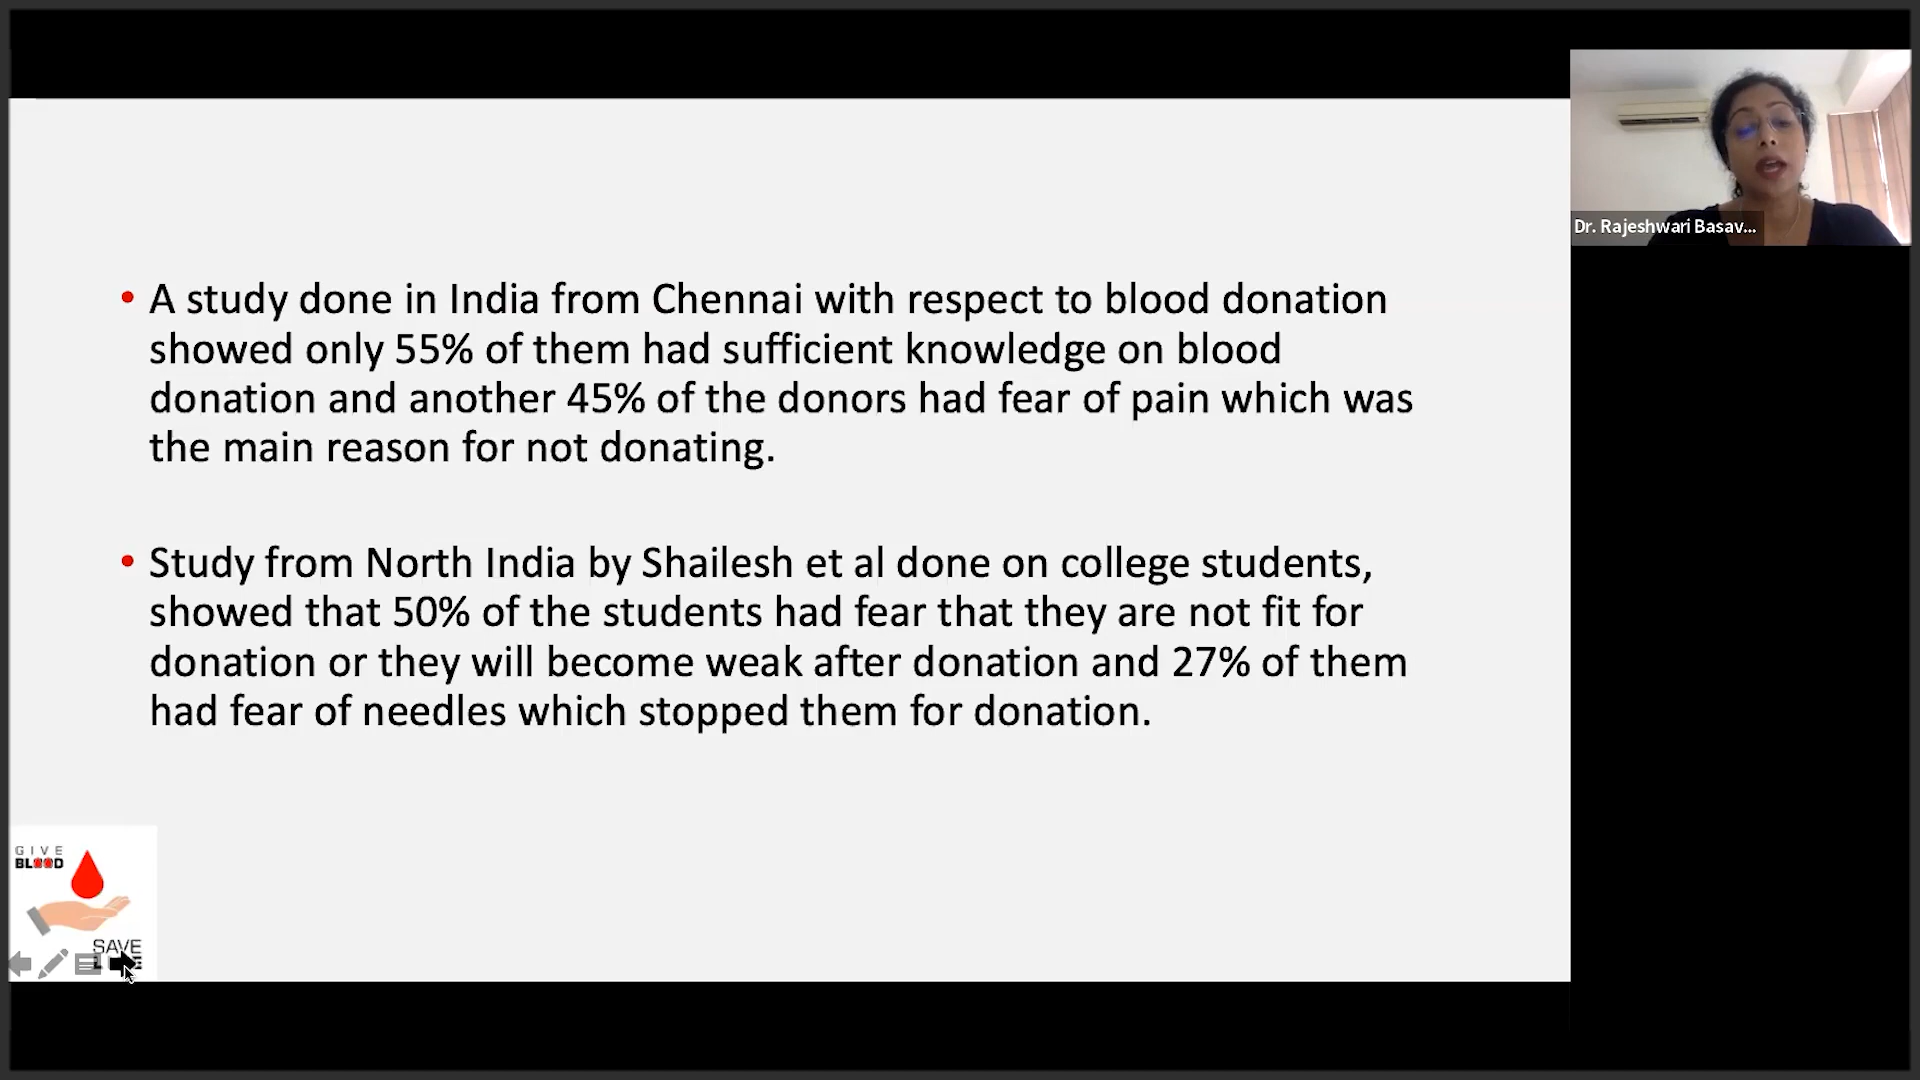 Dr. Rajeshwari Basav...
• A study done in India from Chennai with respect to blood donation
showed only 55% of them had sufficient knowledge on blood
donation and another 45% of the donors had fear of pain which was
the main reason for not donating.
• Study from North India by Shailesh et al done on college students,
showed that 50% of the students had fear that they are not fit for
donation or they will become weak after donation and 27% of them
had fear of needles which stopped them for donation.
GIVE
BLOOD
SAVE